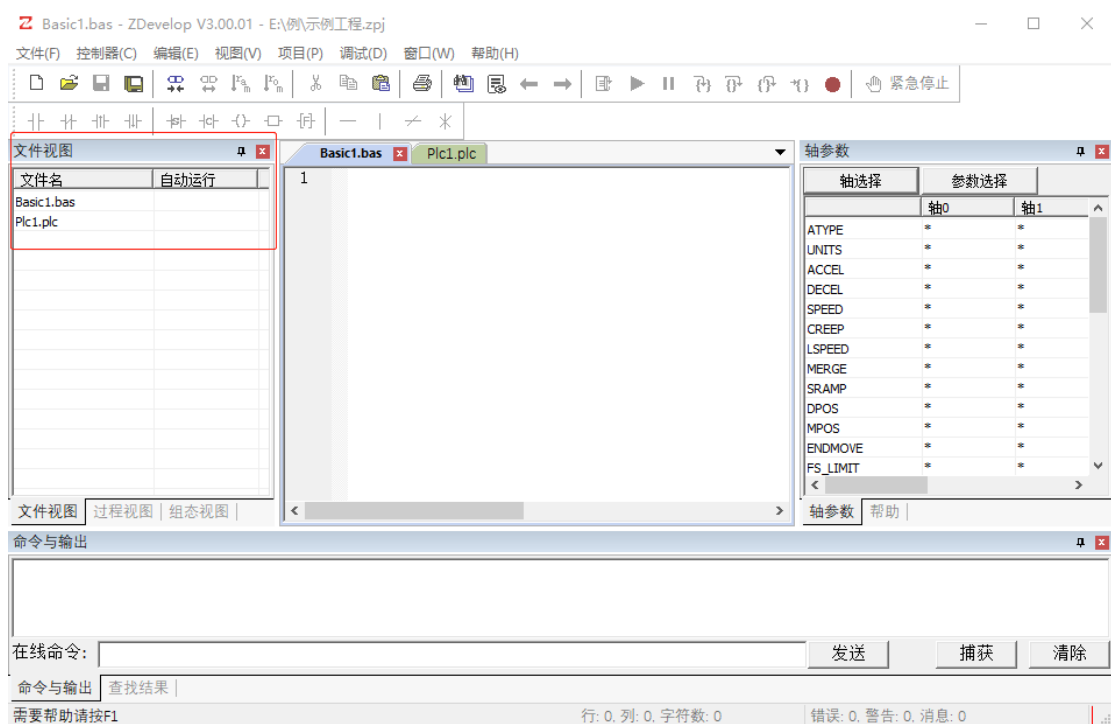 Basic1.bas - ZDevelop V3.00.01 - E:\例\示例工程.zpj
文件(F) 控制器(C) 编辑(E) 视图(V) 项目(P) 调试(D) 窗口(W) 帮助(H)
紧急停止
文件视图
文件名 自动运行
Basic1.bas
Plc1.plc
文件视图 过程视图 组态视图
Basic1.bas Plc1.plc
1
轴参数
轴选择 参数选择
轴0 轴1
ATYPE * *
UNITS * *
ACCEL * *
DECEL * *
SPEED * *
CREEP * *
LSPEED * *
MERGE * *
SRAMP * *
DPOS * *
MPOS * *
ENDMOVE * *
FS_LIMIT * *
轴参数 帮助
命令与输出
在线命令: 发送 捕获 清除
命令与输出 查找结果
需要帮助请按F1 行: 0, 列: 0, 字符数: 0 错误: 0, 警告: 0, 消息: 0